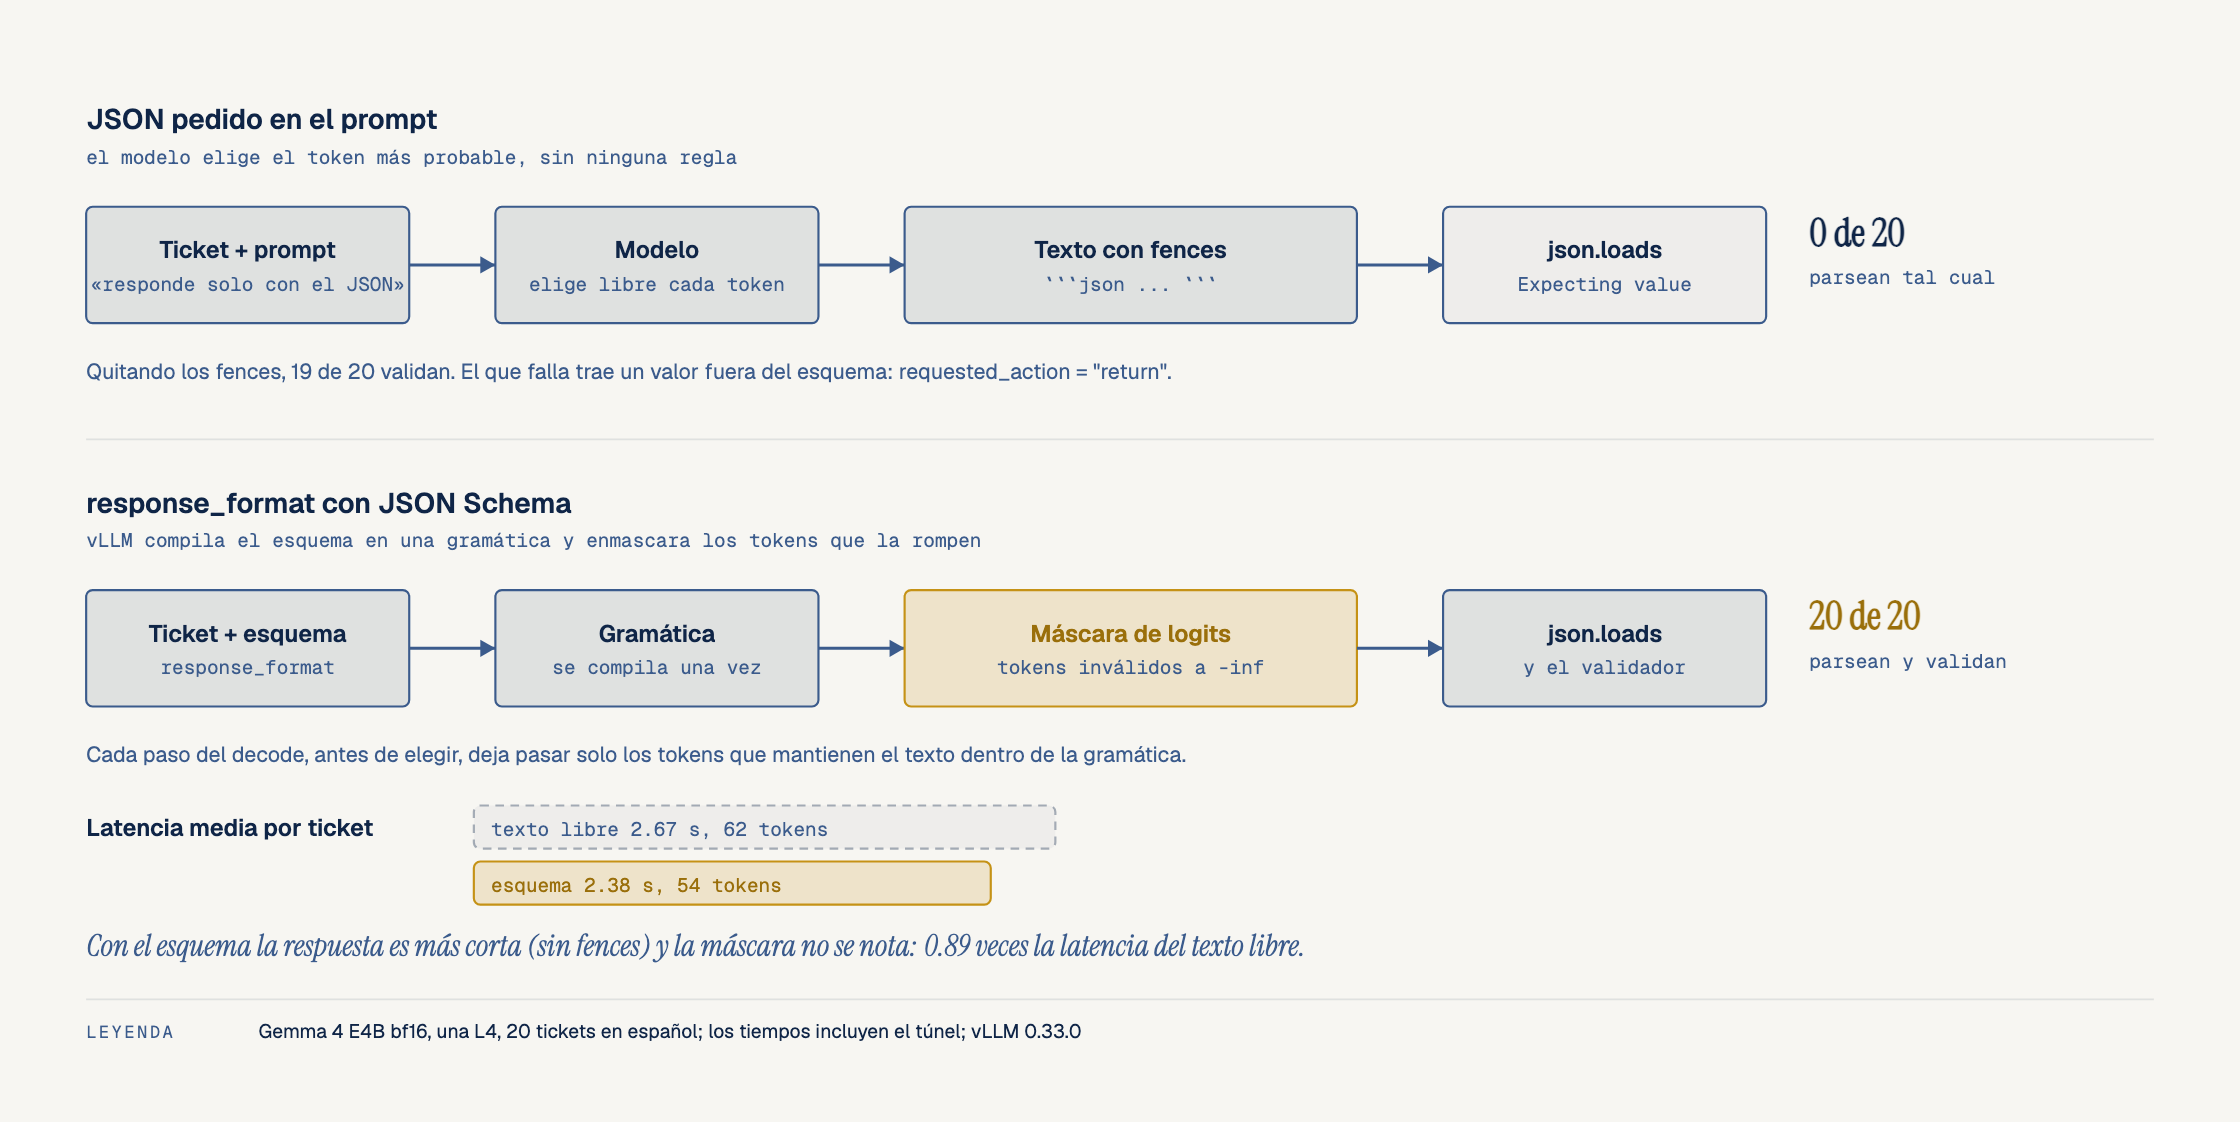 JSON pedido en el prompt
el modelo elige el token más probable, sin ninguna regla
Ticket + prompt
«responde solo con el JSON»
Modelo
elige libre cada token
Texto con fences
```json ... ```
json.loads
Expecting value
0 de 20
parsean tal cual
Quitando los fences, 19 de 20 validan. El que falla trae un valor fuera del esquema: requested_action = "return".
response_format con JSON Schema
vLLM compila el esquema en una gramática y enmascara los tokens que la rompen
Ticket + esquema
response_format
Gramática
se compila una vez
Máscara de logits
tokens inválidos a -inf
json.loads
y el validador
20 de 20
parsean y validan
Cada paso del decode, antes de elegir, deja pasar solo los tokens que mantienen el texto dentro de la gramática.
Latencia media por ticket
texto libre 2.67 s, 62 tokens
esquema 2.38 s, 54 tokens
Con el esquema la respuesta es más corta (sin fences) y la máscara no se nota: 0.89 veces la latencia del texto libre.
LEYENDA
Gemma 4 E4B bf16, una L4, 20 tickets en español; los tiempos incluyen el túnel; vLLM 0.33.0